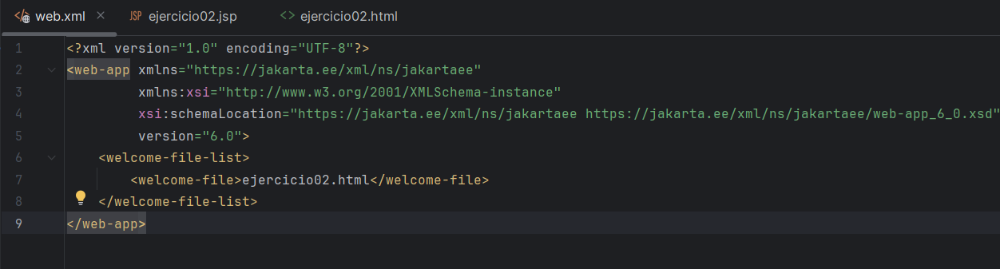 web.xml × JSP ejercicio02.jsp <> ejercicio02.html
1 <?xml version="1.0" encoding="UTF-8"?>
2 <web-app xmlns="https://jakarta.ee/xml/ns/jakartaee"
3 xmlns:xsi="http://www.w3.org/2001/XMLSchema-instance"
4 xsi:schemaLocation="https://jakarta.ee/xml/ns/jakartaee https://jakarta.ee/xml/ns/jakartaee/web-app_6_0.xsd"
5 version="6.0">
6 <welcome-file-list>
7 <welcome-file>ejercicio02.html</welcome-file>
8 </welcome-file-list>
9 </web-app>